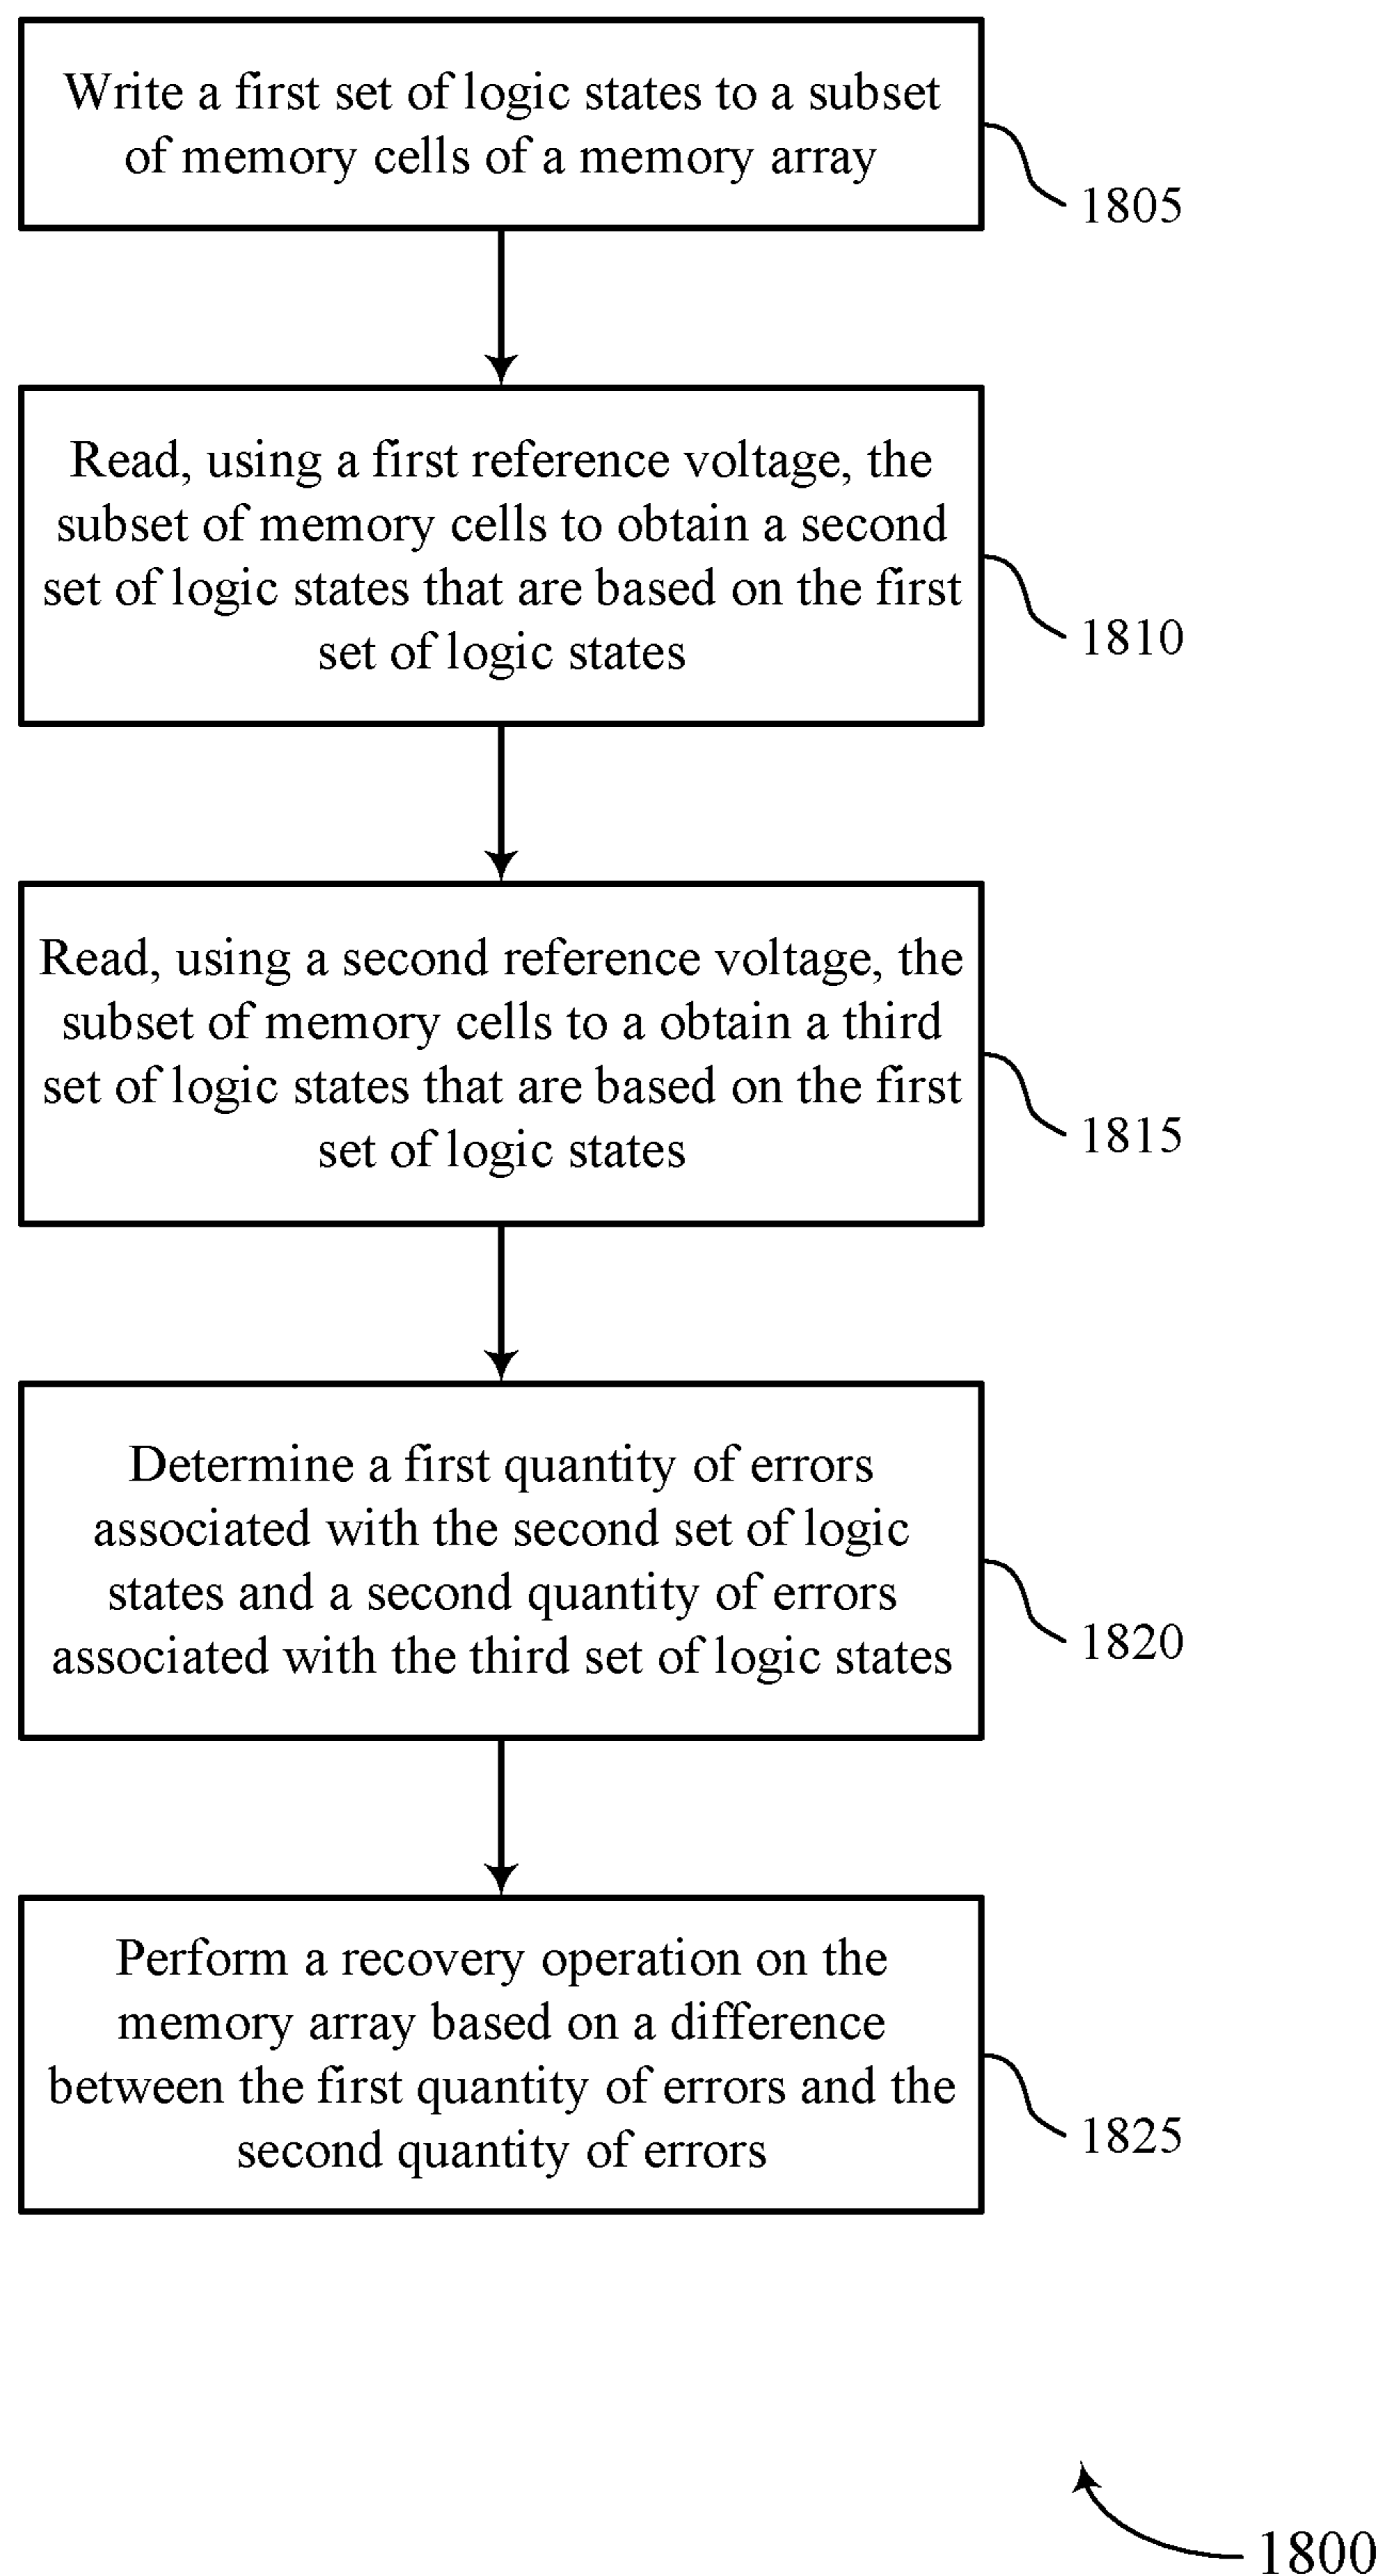 Write a first set of logic states to a subset
of memory cells of a memory array
1805
Read, using a first reference voltage, the
subset of memory cells to obtain a second
set of logic states that are based on the first
set of logic states
1810
Read, using a second reference voltage, the
subset of memory cells to a obtain a third
set of logic states that are based on the first
set of logic states
1815
Determine a first quantity of errors
associated with the second set of logic
states and a second quantity of errors
associated with the third set of logic states
1820
Perform a recovery operation on the
memory array based on a difference
between the first quantity of errors and the
second quantity of errors
1825
1800